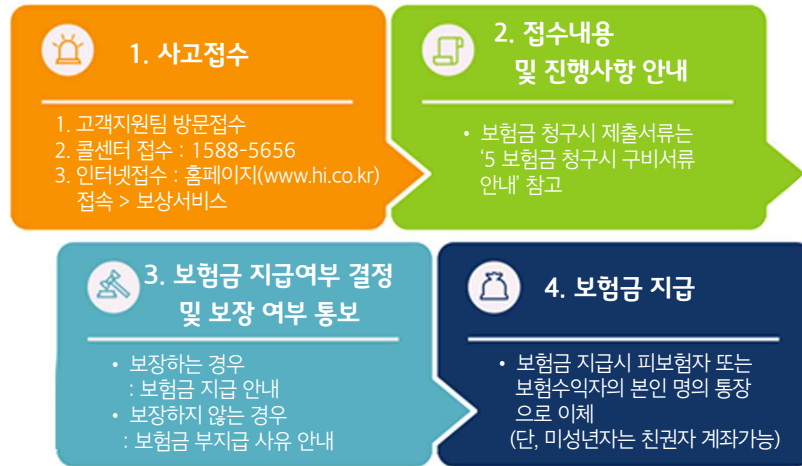 1. 사고접수
1. 고객지원팀 방문접수
2. 콜센터 접수 : 1588-5656
3. 인터넷접수 : 홈페이지(www.hi.co.kr)
접속 > 보상서비스
2. 접수내용
및 진행사항 안내
• 보험금 청구시 제출서류는
‘5 보험금 청구시 구비서류
안내’ 참고
3. 보험금 지급여부 결정
및 보장 여부 통보
• 보장하는 경우
: 보험금 지급 안내
• 보장하지 않는 경우
: 보험금 부지급 사유 안내
4. 보험금 지급
• 보험금 지급시 피보험자 또는
보험수익자의 본인 명의 통장
으로 이체
(단, 미성년자는 친권자 계좌가능)